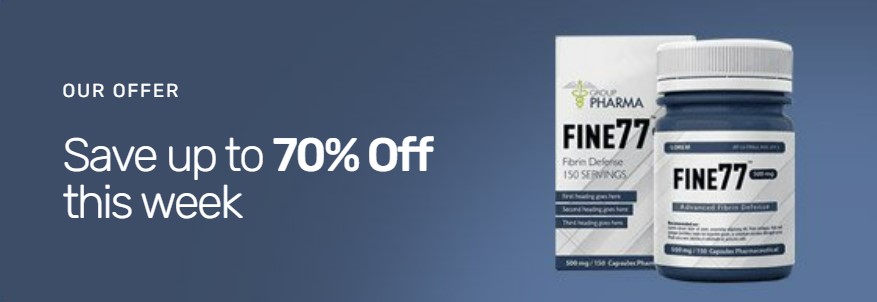 OUR OFFER
Save up to 70% Off
this week
GROUP
PHARMA
FINE77
Fibrin Defense
150 SERVINGS
First heading goes here
Second heading goes here
Third heading goes here
500 mg / 150 Capsules Pharm
LOREM
FINE77™
500 mg
Advanced Fibrin Defense
500 mg / 150 Capsules Pharmaceutical